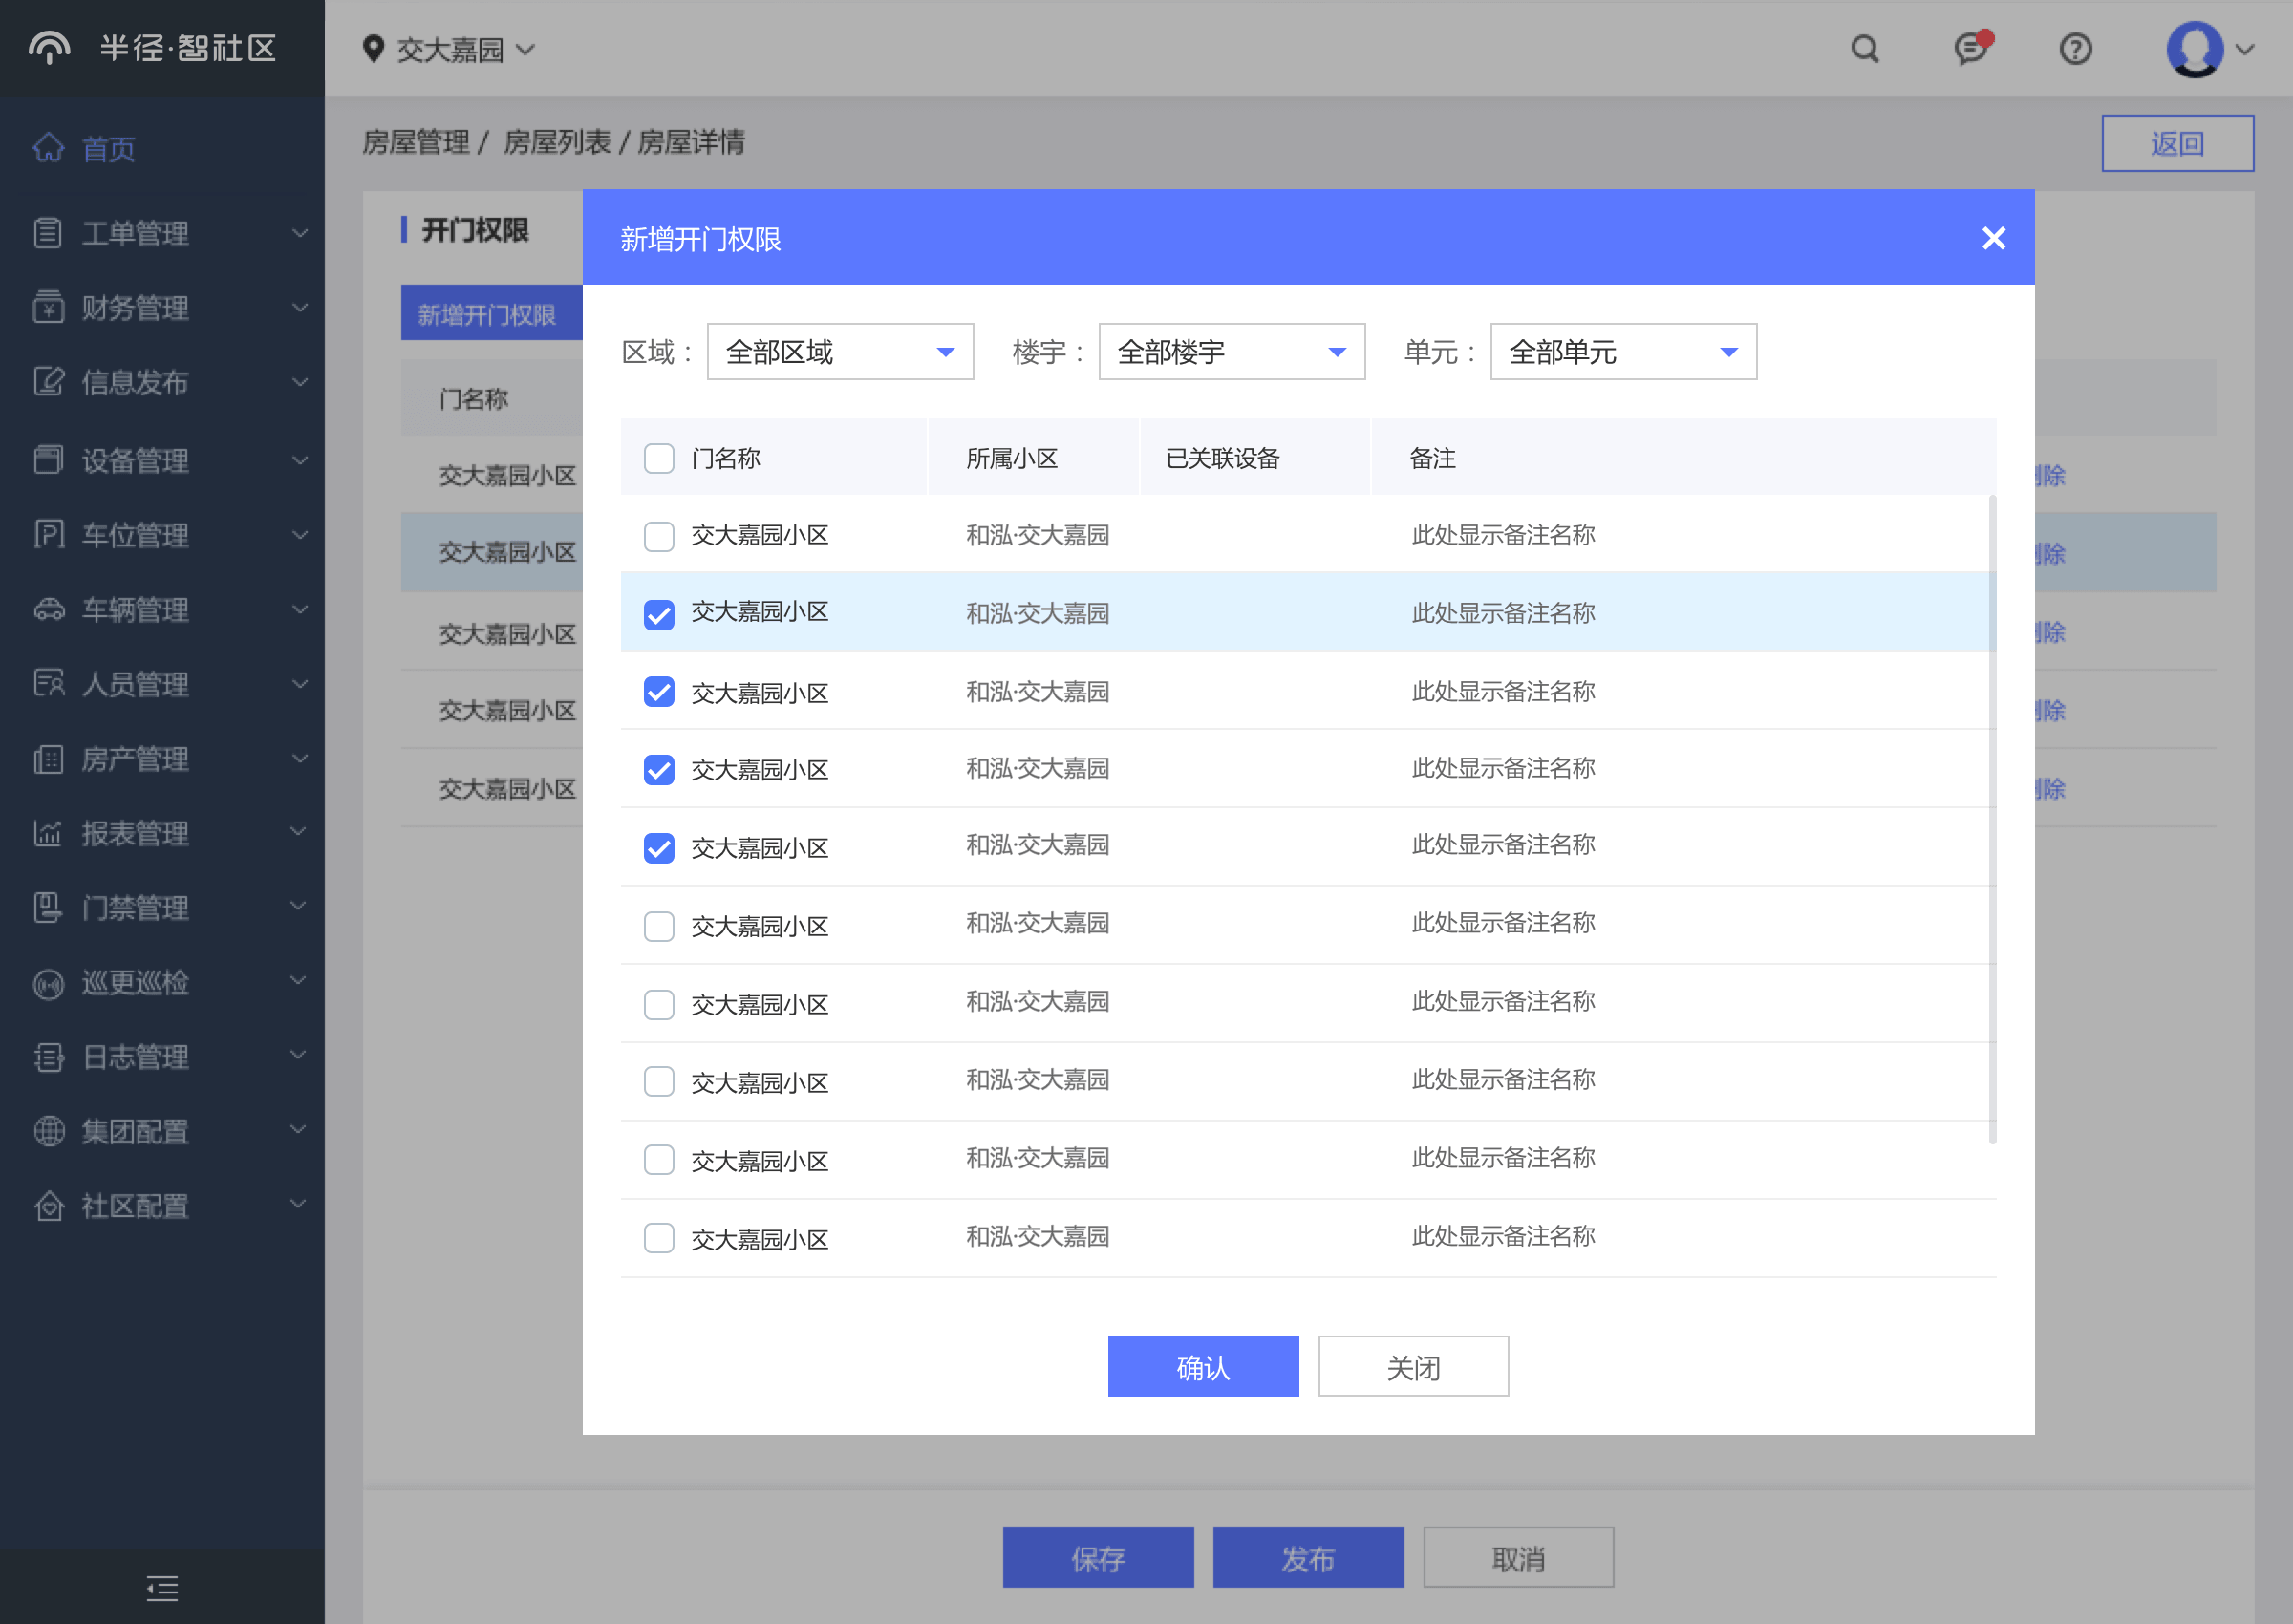 半径·智社区
交大嘉园
首页
工单管理
财务管理
信息发布
设备管理
车位管理
车辆管理
人员管理
房产管理
报表管理
门禁管理
巡更巡检
日志管理
集团配置
社区配置
房屋管理 / 房屋列表 / 房屋详情
返回
开门权限
新增开门权限
门名称
交大嘉园小区
交大嘉园小区
交大嘉园小区
交大嘉园小区
交大嘉园小区
删除
删除
删除
删除
删除
新增开门权限
区域： 全部区域 楼宇： 全部楼宇 单元： 全部单元
门名称 所属小区 已关联设备 备注
交大嘉园小区 和泓·交大嘉园 此处显示备注名称
交大嘉园小区 和泓·交大嘉园 此处显示备注名称
交大嘉园小区 和泓·交大嘉园 此处显示备注名称
交大嘉园小区 和泓·交大嘉园 此处显示备注名称
交大嘉园小区 和泓·交大嘉园 此处显示备注名称
交大嘉园小区 和泓·交大嘉园 此处显示备注名称
交大嘉园小区 和泓·交大嘉园 此处显示备注名称
交大嘉园小区 和泓·交大嘉园 此处显示备注名称
交大嘉园小区 和泓·交大嘉园 此处显示备注名称
交大嘉园小区 和泓·交大嘉园 此处显示备注名称
确认 关闭
保存 发布 取消